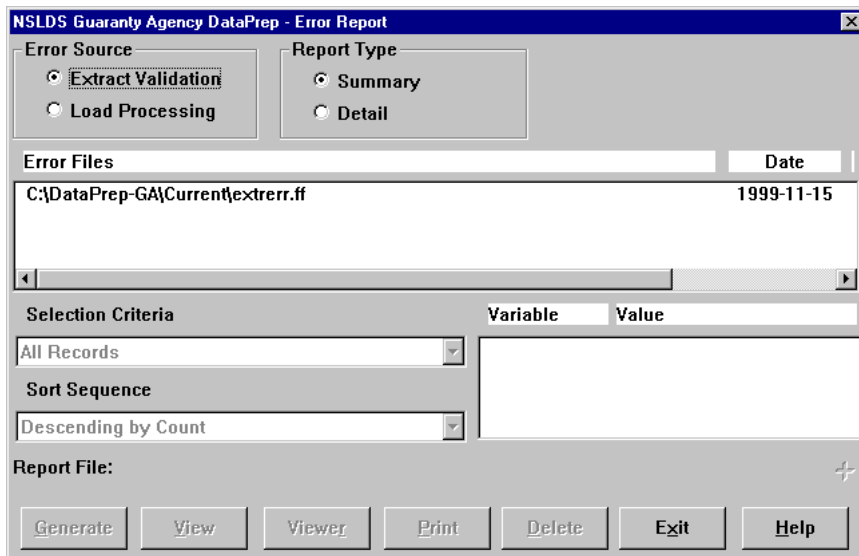 NSLDS Guaranty Agency DataPrep - Error Report
Error Source
Extract Validation
Load Processing
Report Type
Summary
Detail
Error Files Date
C:\DataPrep-GA\Current\extrerr.ff 1999-11-15
Selection Criteria
All Records
Sort Sequence
Descending by Count
Variable Value
Report File:
Generate View Viewer Print Delete Exit Help